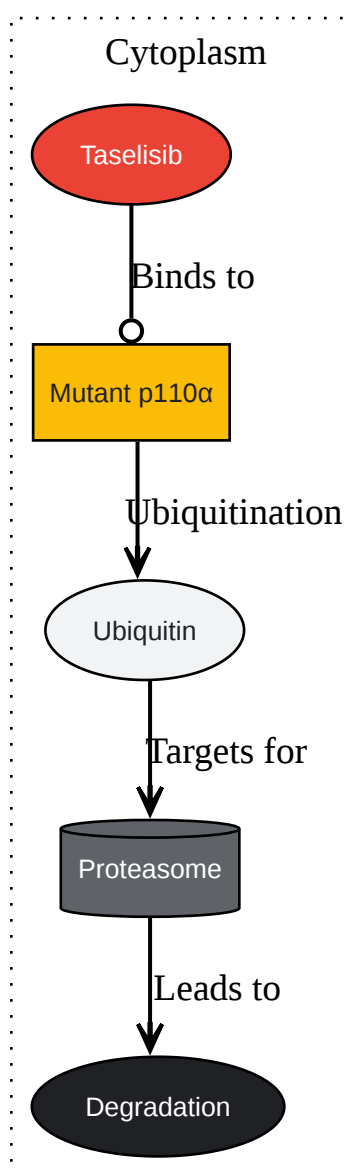 Cytoplasm
Taselisib
Binds to
Mutant p110α
Ubiquitination
Ubiquitin
Targets for
Proteasome
Leads to
Degradation